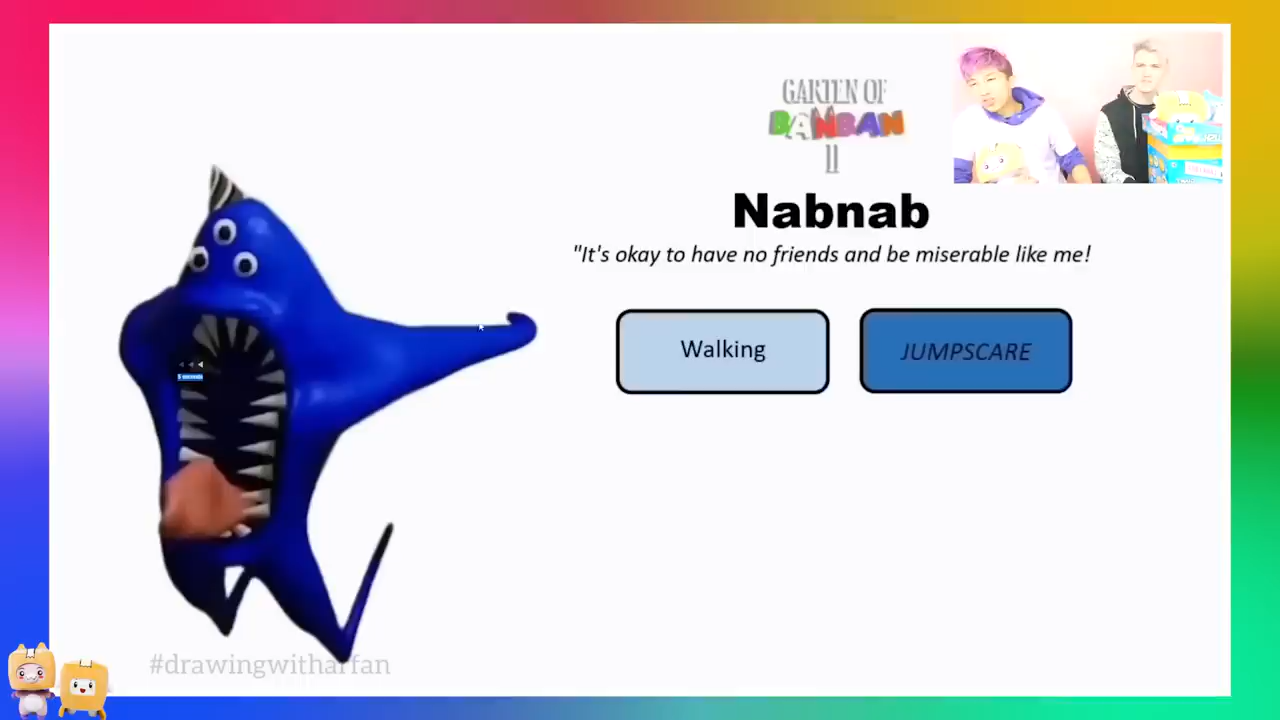 GARTEN OF
BANBAN
II
Nabnab
"It's okay to have no friends and be miserable like me!
Walking
JUMPSCARE
#drawingwitharfan